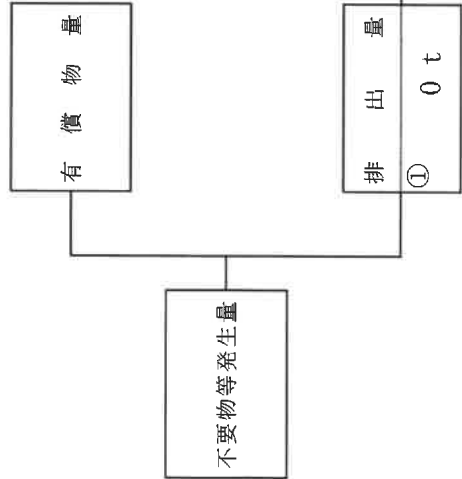 不要物等発生量
有償物量
排出量
① 0 t